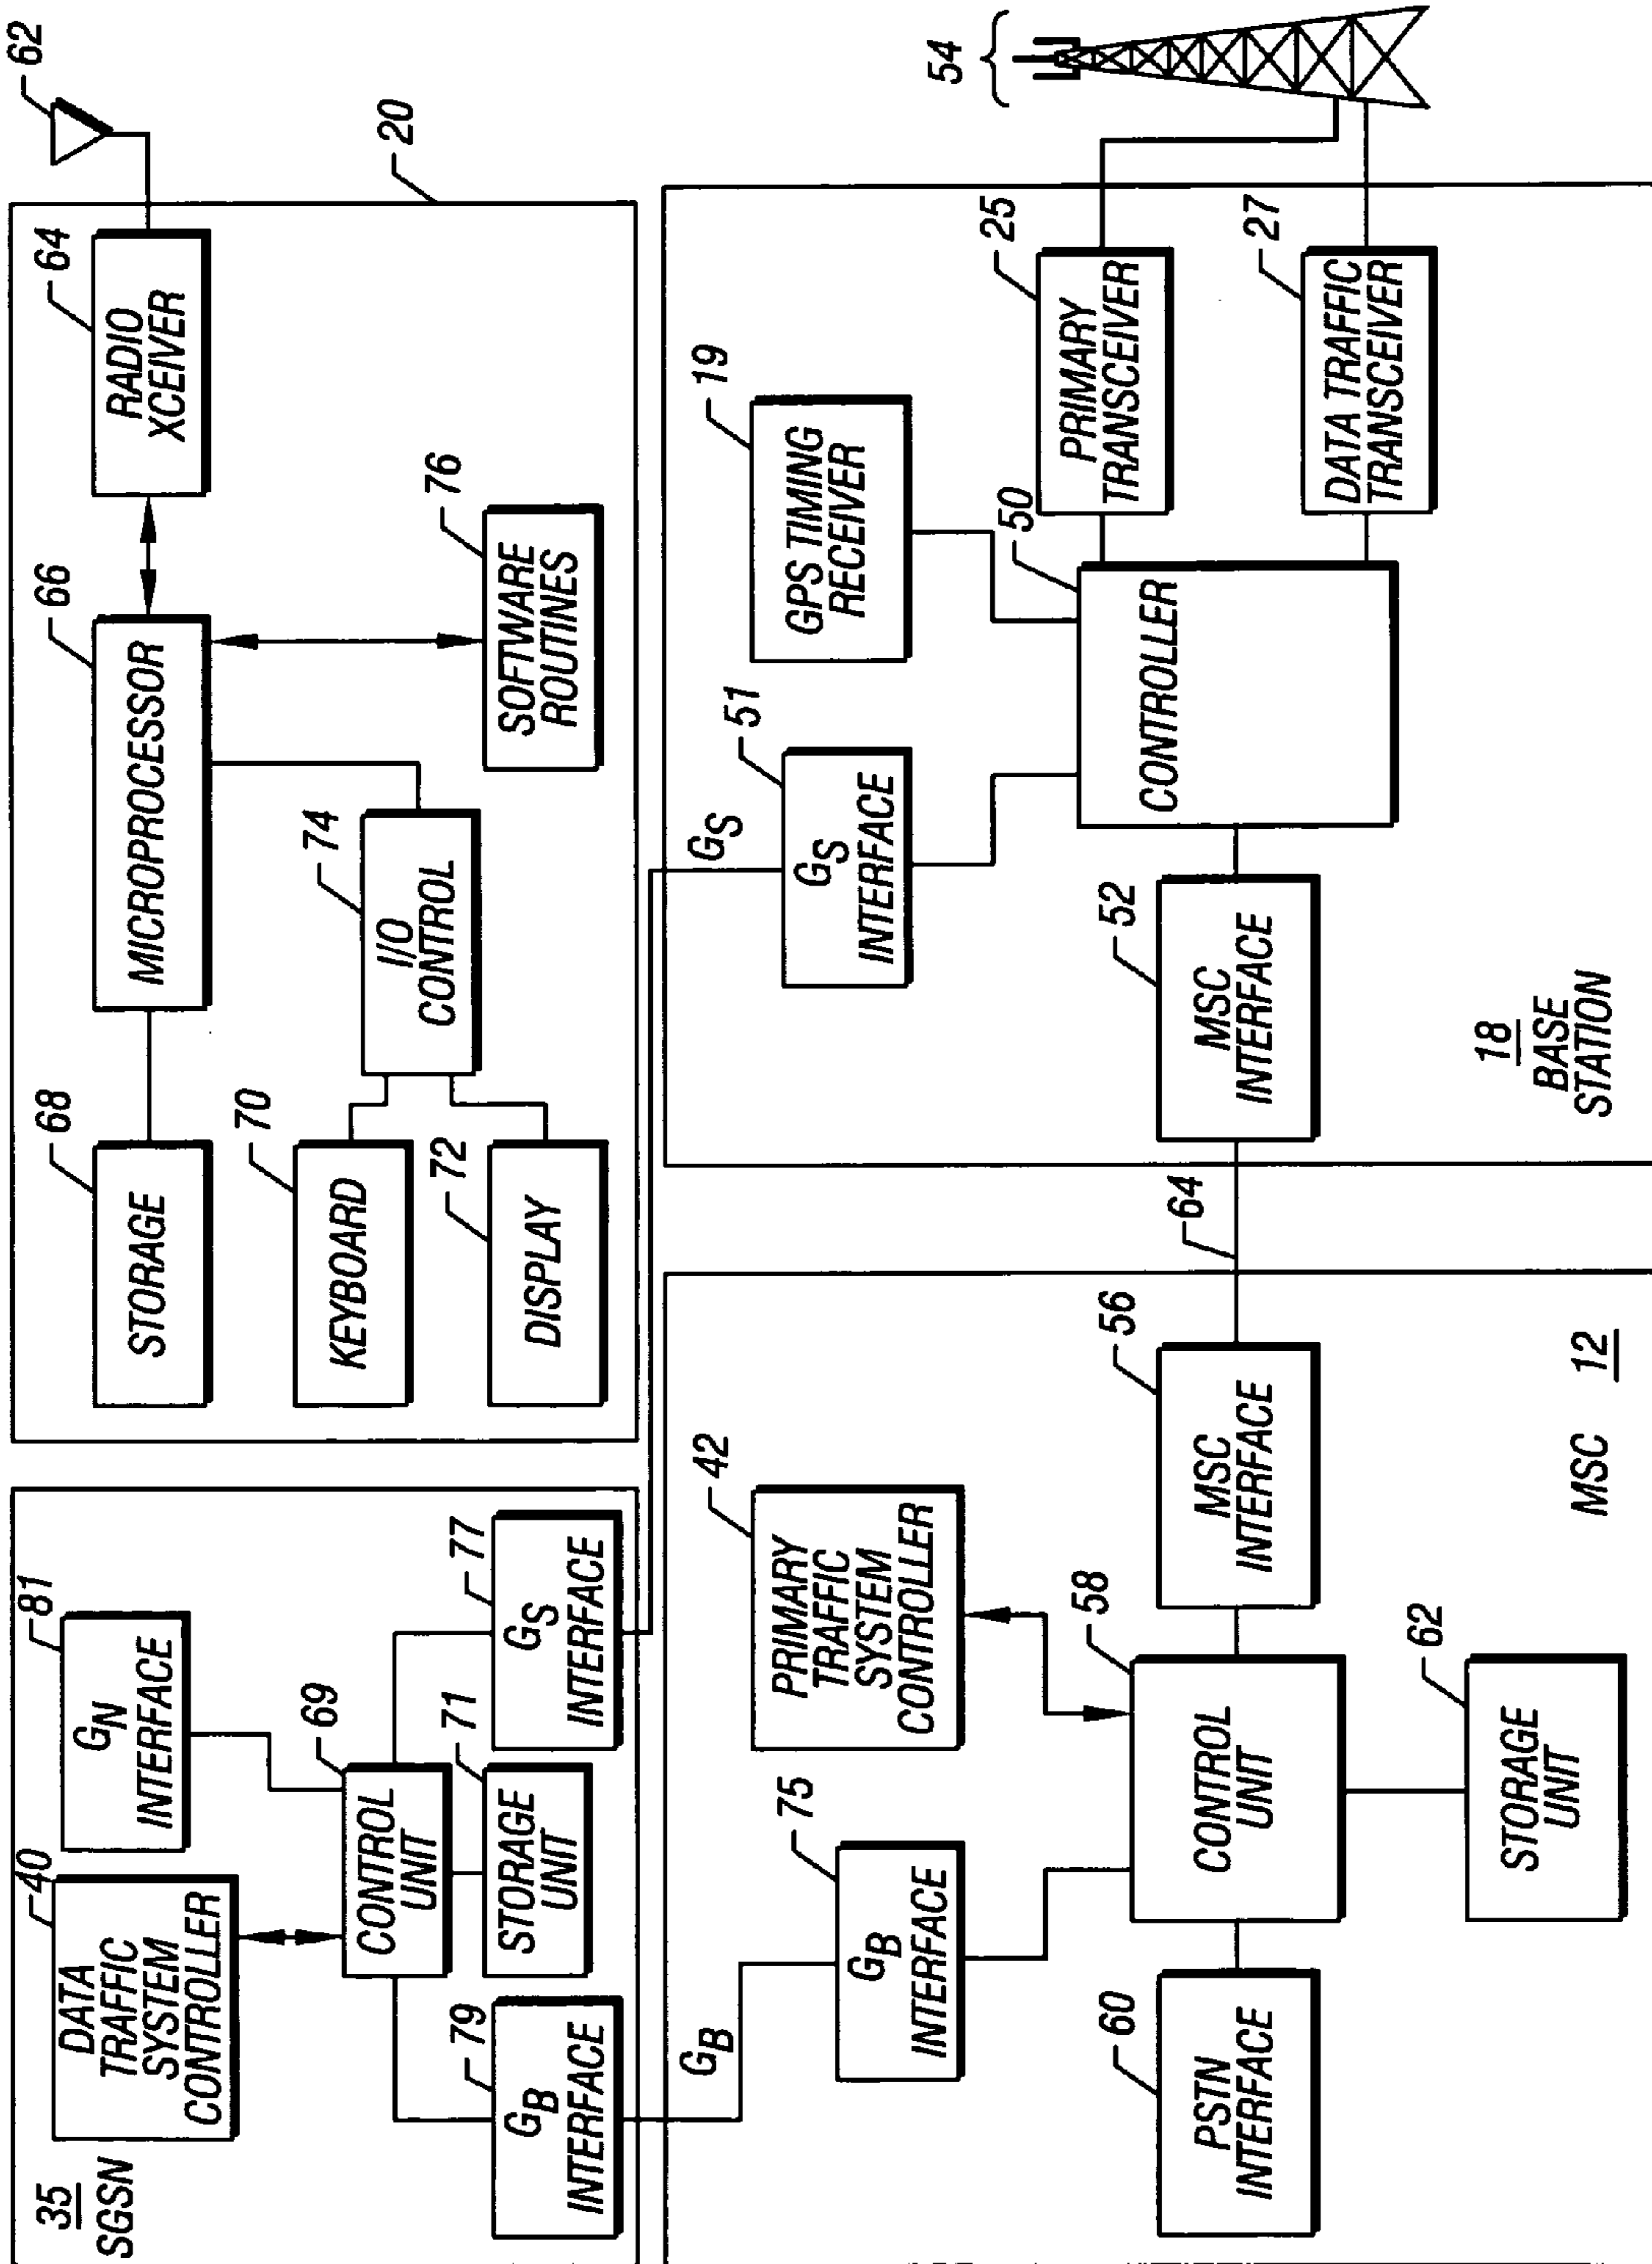 35
SGSN
40
DATA
TRAFFIC
SYSTEM
CONTROLLER
81
GN
INTERFACE
69
CONTROL
UNIT
71
STORAGE
UNIT
79
GB
INTERFACE
77
GS
INTERFACE
68
STORAGE
66
MICROPROCESSOR
64
RADIO
XCEIVER
62
20
70
KEYBOARD
72
DISPLAY
74
I/O
CONTROL
76
SOFTWARE
ROUTINES
GB
75
GB
INTERFACE
42
PRIMARY
TRAFFIC
SYSTEM
CONTROLLER
60
PSTN
INTERFACE
58
CONTROL
UNIT
56
MSC
INTERFACE
62
STORAGE
UNIT
MSC 12
64
GS
51
GS
INTERFACE
19
GPS TIMING
RECEIVER
52
MSC
INTERFACE
50
CONTROLLER
25
PRIMARY
TRANSCEIVER
27
DATA TRAFFIC
TRANSCEIVER
18
BASE
STATION
54